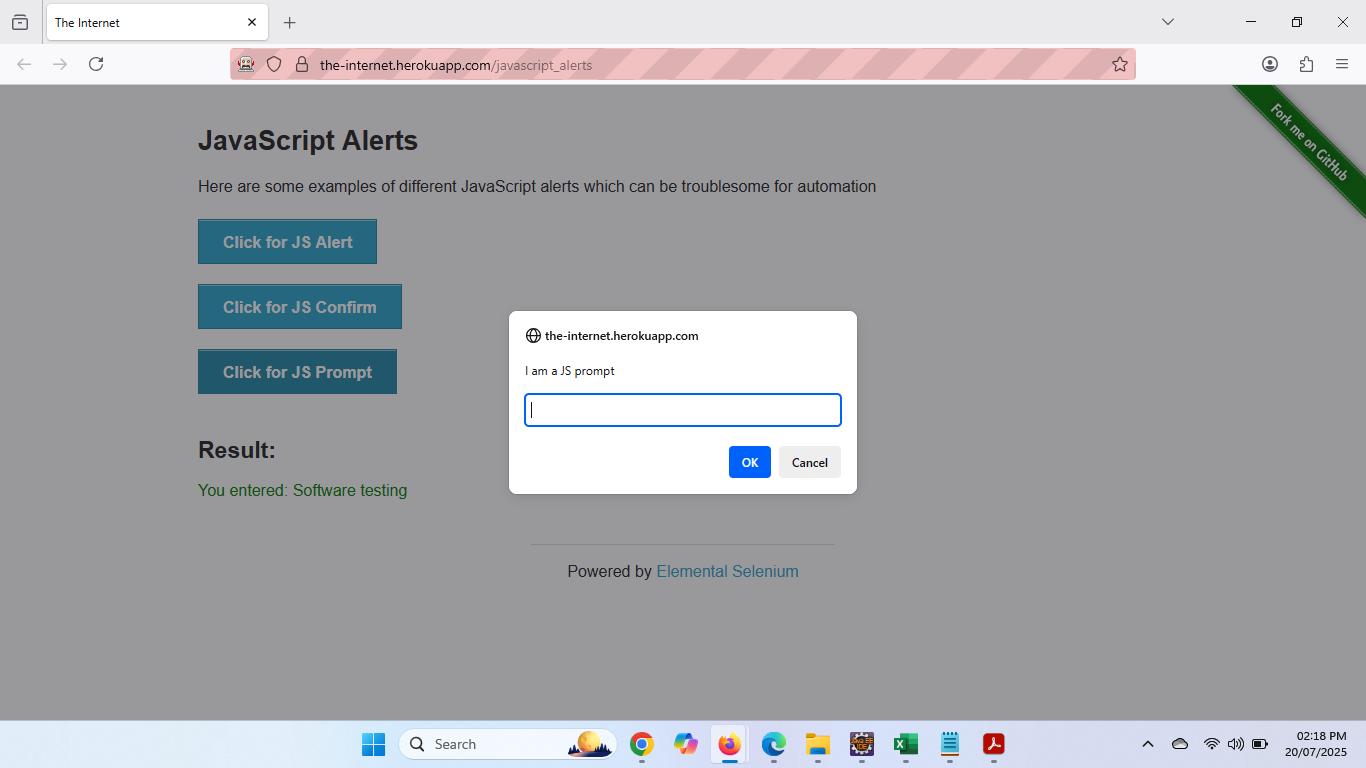 The Internet
the-internet.herokuapp.com/javascript_alerts
Fork me on GitHub
JavaScript Alerts
Here are some examples of different JavaScript alerts which can be troublesome for automation
Click for JS Alert
Click for JS Confirm
Click for JS Prompt
the-internet.herokuapp.com
I am a JS prompt
OK Cancel
Result:
You entered: Software testing
Powered by Elemental Selenium
Search
Java EE
IDE
02:18 PM
20/07/2025